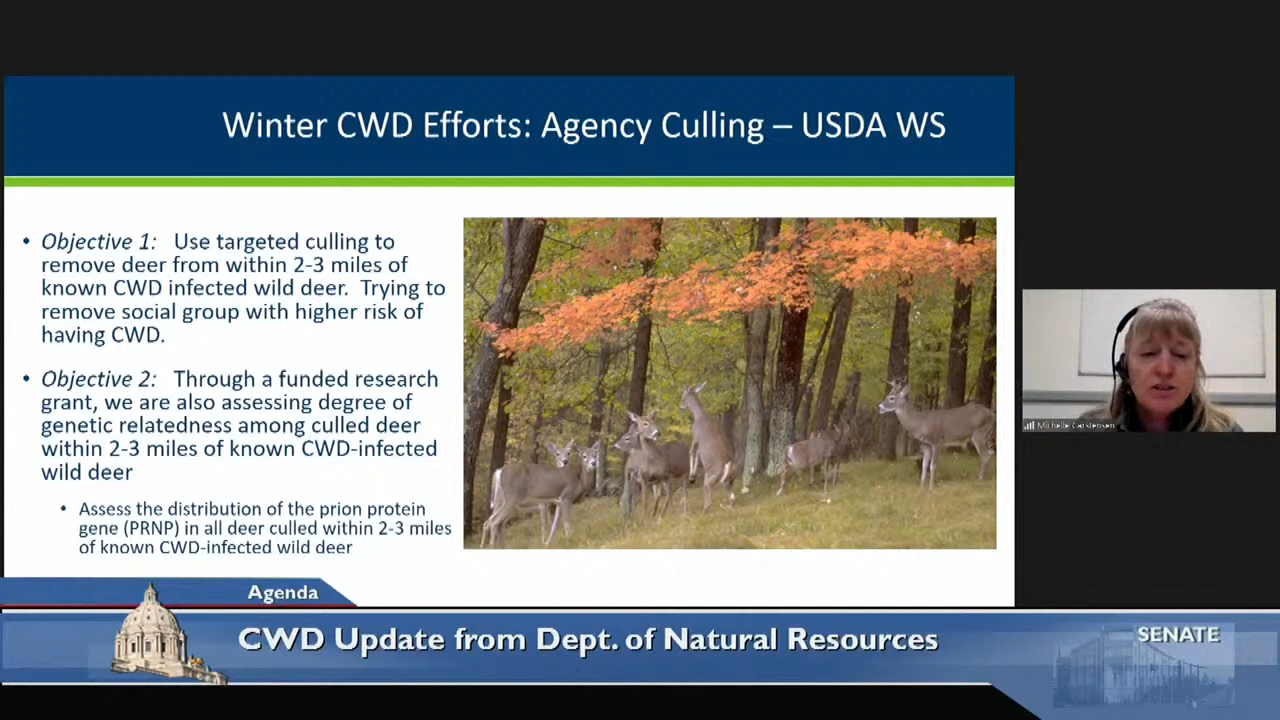 Winter CWD Efforts: Agency Culling – USDA WS
• Objective 1: Use targeted culling to
remove deer from within 2-3 miles of
known CWD infected wild deer. Trying to
remove social group with higher risk of
having CWD.
• Objective 2: Through a funded research
grant, we are also assessing degree of
genetic relatedness among culled deer
within 2-3 miles of known CWD-infected
wild deer
• Assess the distribution of the prion protein
gene (PRNP) in all deer culled within 2-3 miles
of known CWD-infected wild deer
Michelle Carstensen
Agenda
CWD Update from Dept. of Natural Resources
SENATE